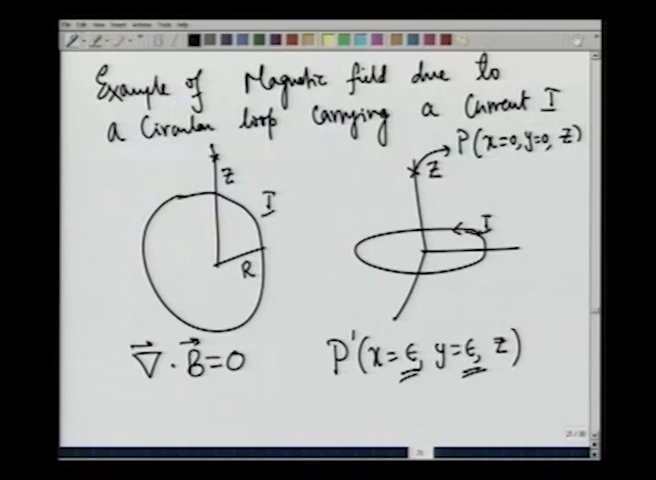 Example of Magnetic field due to
a Circular loop carrying a Current I
P(x=0, y=0, z)
z
I
R
z
I
∇⃗ · B⃗ = 0
P'(x=ϵ, y=ϵ, z)